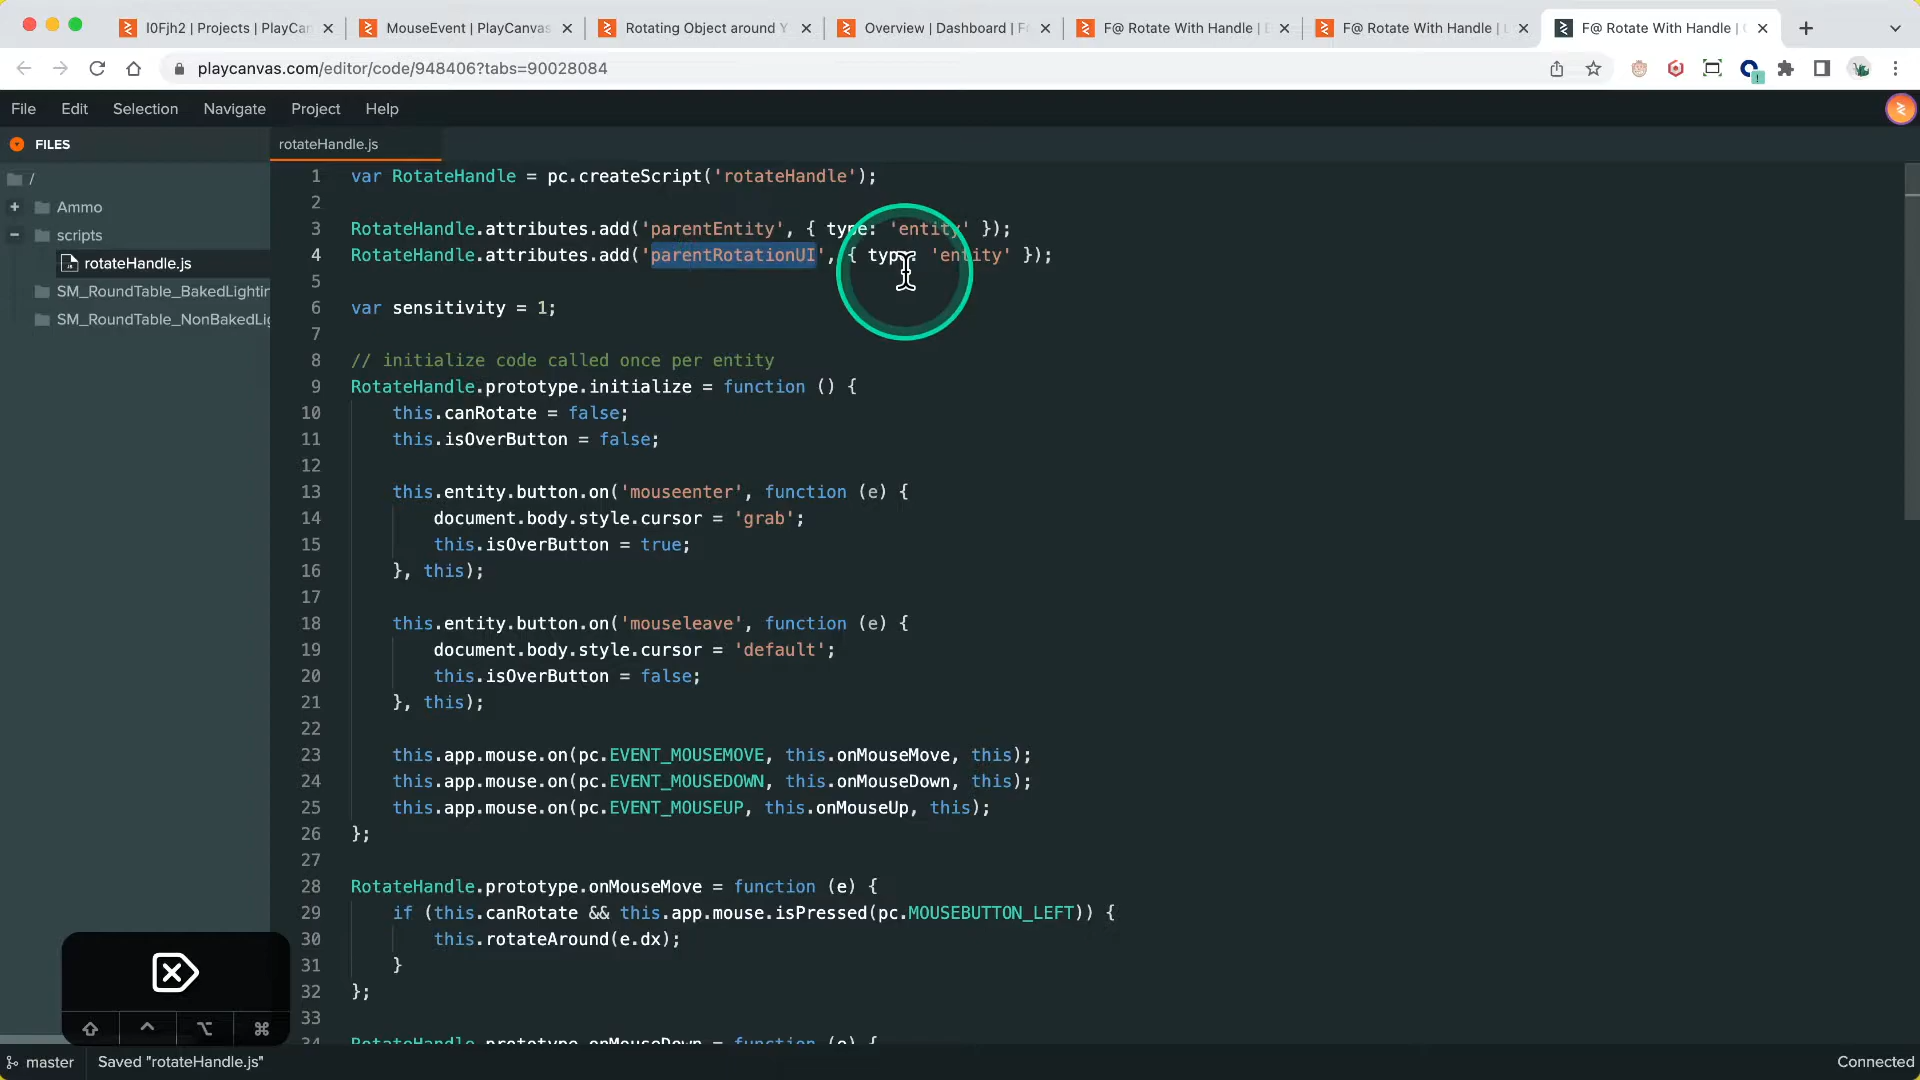 I0Fjh2 | Projects | PlayCan
MouseEvent | PlayCanvas
Rotating Object around Y
Overview | Dashboard | F
F@ Rotate With Handle | E
F@ Rotate With Handle | L
F@ Rotate With Handle |
playcanvas.com/editor/code/948406?tabs=90028084
File Edit Selection Navigate Project Help
FILES
rotateHandle.js
/
Ammo
scripts
rotateHandle.js
SM_RoundTable_BakedLightin
SM_RoundTable_NonBakedLig
1 var RotateHandle = pc.createScript('rotateHandle');
2
3 RotateHandle.attributes.add('parentEntity', { type: 'entity' });
4 RotateHandle.attributes.add('parentRotationUI', { type: 'entity' });
5
6 var sensitivity = 1;
7
8 // initialize code called once per entity
9 RotateHandle.prototype.initialize = function () {
10 this.canRotate = false;
11 this.isOverButton = false;
12
13 this.entity.button.on('mouseenter', function (e) {
14 document.body.style.cursor = 'grab';
15 this.isOverButton = true;
16 }, this);
17
18 this.entity.button.on('mouseleave', function (e) {
19 document.body.style.cursor = 'default';
20 this.isOverButton = false;
21 }, this);
22
23 this.app.mouse.on(pc.EVENT_MOUSEMOVE, this.onMouseMove, this);
24 this.app.mouse.on(pc.EVENT_MOUSEDOWN, this.onMouseDown, this);
25 this.app.mouse.on(pc.EVENT_MOUSEUP, this.onMouseUp, this);
26 };
27
28 RotateHandle.prototype.onMouseMove = function (e) {
29 if (this.canRotate && this.app.mouse.isPressed(pc.MOUSEBUTTON_LEFT)) {
30 this.rotateAround(e.dx);
31 }
32 };
33
34 RotateHandle.prototype.onMouseDown = function (e) {
master
Saved "rotateHandle.js"
Connected